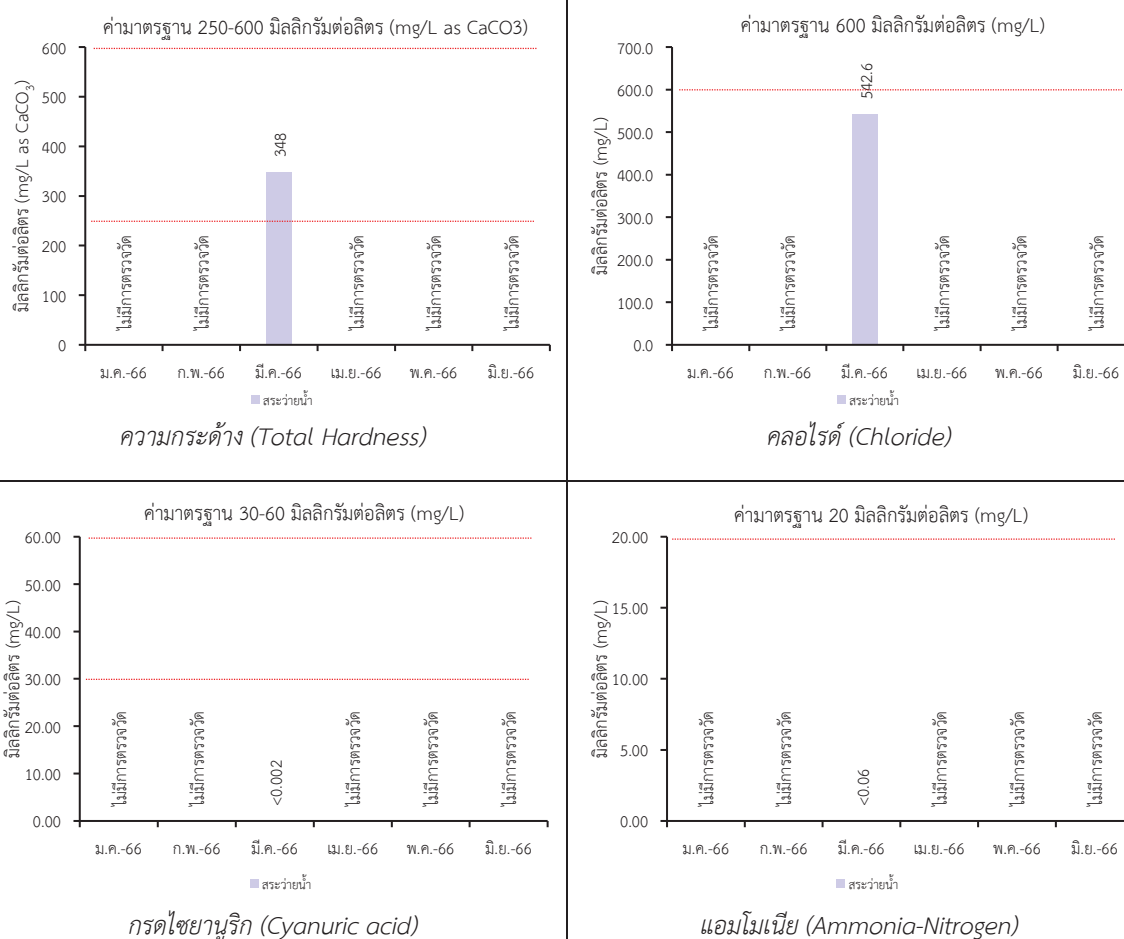 ค่ามาตรฐาน 250-600 มิลลิกรัมต่อลิตร (mg/L as CaCO3)
มิลลิกรัมต่อลิตร (mg/L as CaCO₃)
600
500
400
300
200
100
0
ไม่มีการตรวจวัด
ไม่มีการตรวจวัด
348
ไม่มีการตรวจวัด
ไม่มีการตรวจวัด
ไม่มีการตรวจวัด
ม.ค.-66 ก.พ.-66 มี.ค.-66 เม.ย.-66 พ.ค.-66 มิ.ย.-66
สระว่ายน้ำ
ความกระด้าง (Total Hardness)
ค่ามาตรฐาน 600 มิลลิกรัมต่อลิตร (mg/L)
มิลลิกรัมต่อลิตร (mg/L)
700.0
600.0
500.0
400.0
300.0
200.0
100.0
0.0
ไม่มีการตรวจวัด
ไม่มีการตรวจวัด
542.6
ไม่มีการตรวจวัด
ไม่มีการตรวจวัด
ไม่มีการตรวจวัด
ม.ค.-66 ก.พ.-66 มี.ค.-66 เม.ย.-66 พ.ค.-66 มิ.ย.-66
สระว่ายน้ำ
คลอไรด์ (Chloride)
ค่ามาตรฐาน 30-60 มิลลิกรัมต่อลิตร (mg/L)
มิลลิกรัมต่อลิตร (mg/L)
60.00
50.00
40.00
30.00
20.00
10.00
0.00
ไม่มีการตรวจวัด
ไม่มีการตรวจวัด
<0.002
ไม่มีการตรวจวัด
ไม่มีการตรวจวัด
ไม่มีการตรวจวัด
ม.ค.-66 ก.พ.-66 มี.ค.-66 เม.ย.-66 พ.ค.-66 มิ.ย.-66
สระว่ายน้ำ
กรดไซยานูริก (Cyanuric acid)
ค่ามาตรฐาน 20 มิลลิกรัมต่อลิตร (mg/L)
มิลลิกรัมต่อลิตร (mg/L)
20.00
15.00
10.00
5.00
0.00
ไม่มีการตรวจวัด
ไม่มีการตรวจวัด
<0.06
ไม่มีการตรวจวัด
ไม่มีการตรวจวัด
ไม่มีการตรวจวัด
ม.ค.-66 ก.พ.-66 มี.ค.-66 เม.ย.-66 พ.ค.-66 มิ.ย.-66
สระว่ายน้ำ
แอมโมเนีย (Ammonia-Nitrogen)